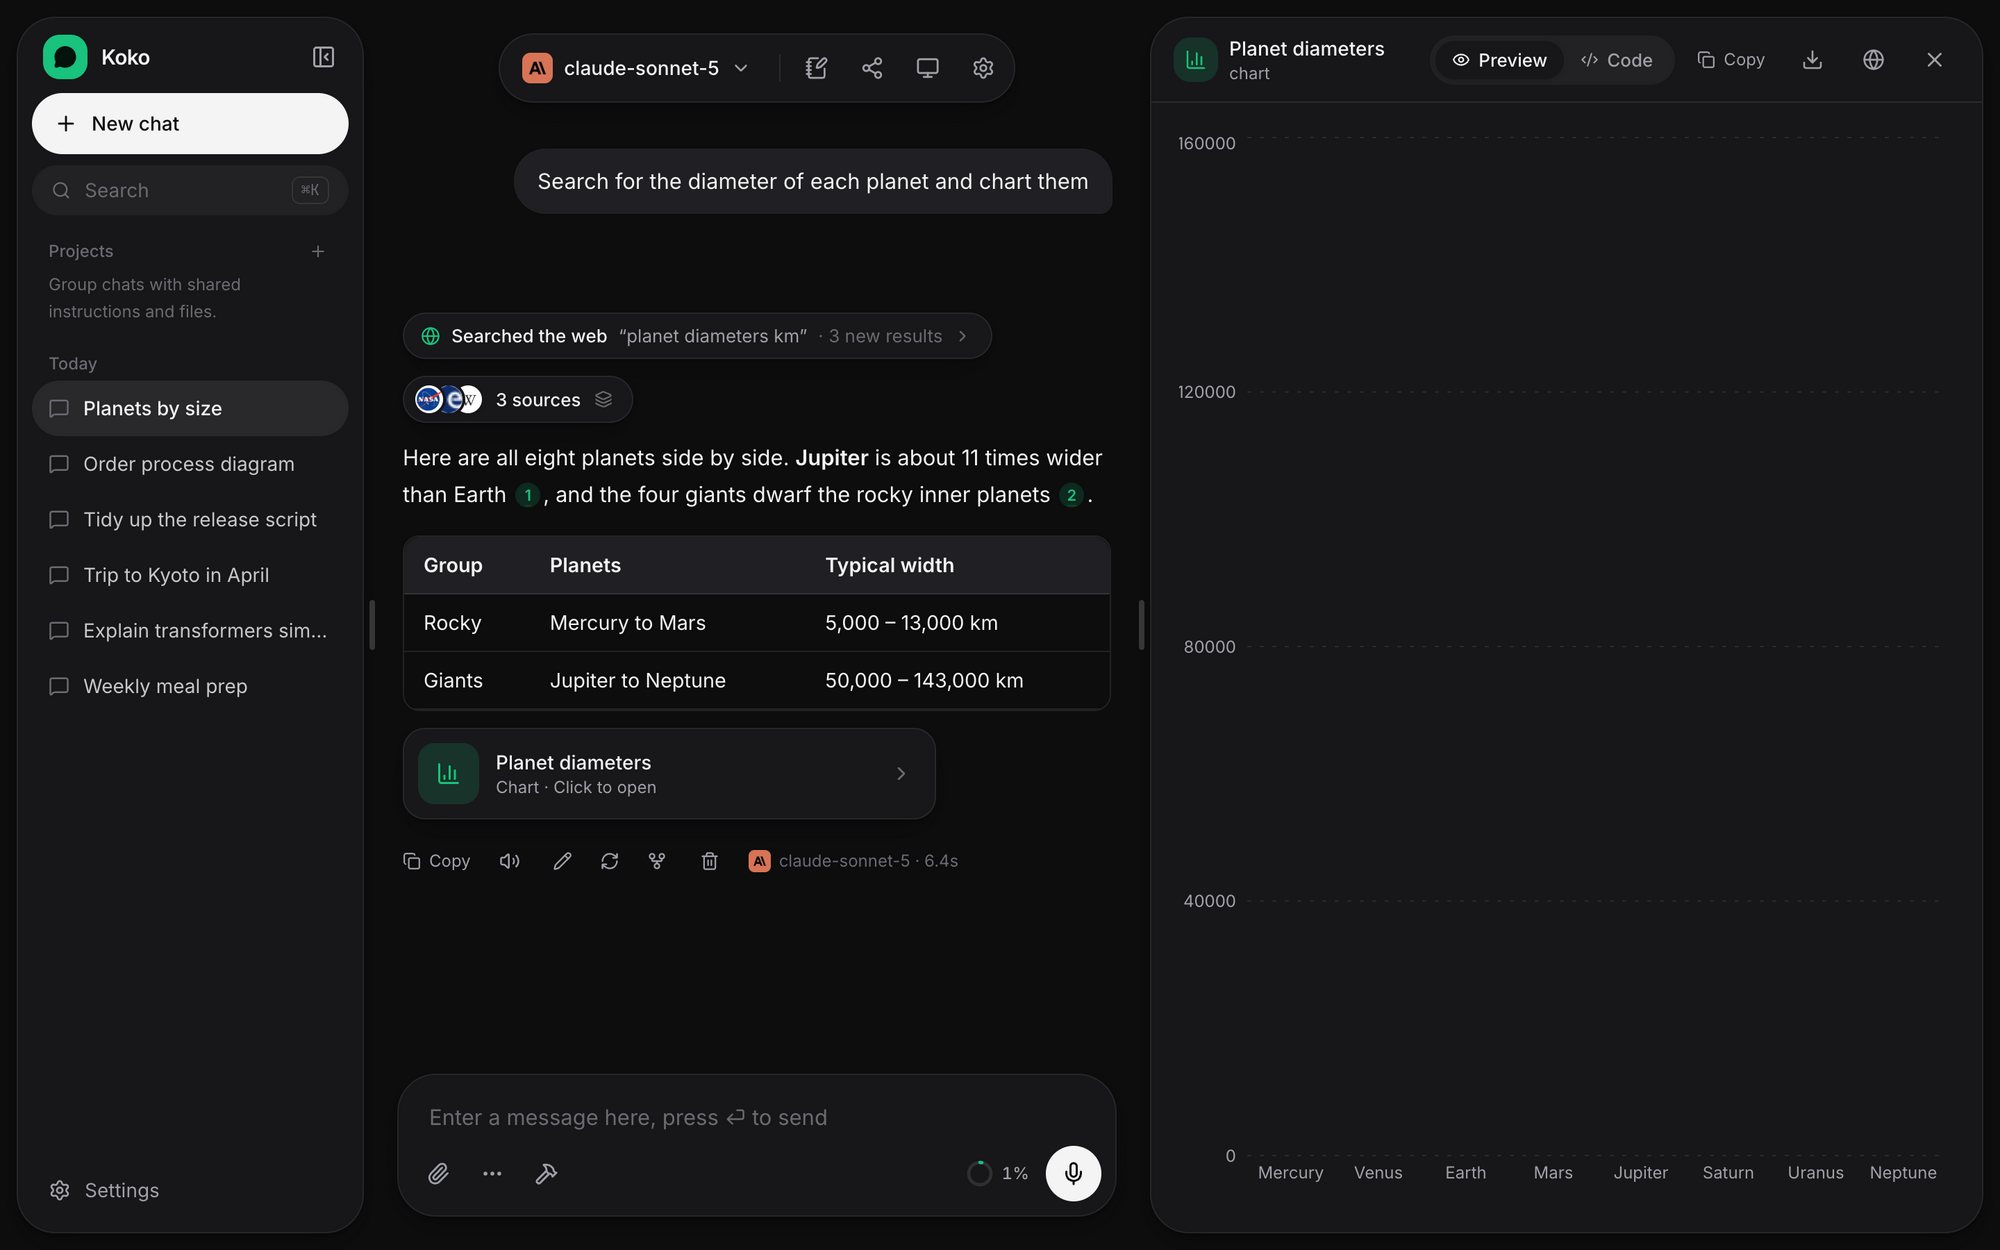 Koko
New chat
Search ⌘K
Projects
Group chats with shared
instructions and files.
Today
Planets by size
Order process diagram
Tidy up the release script
Trip to Kyoto in April
Explain transformers sim...
Weekly meal prep
Settings
claude-sonnet-5
Search for the diameter of each planet and chart them
Searched the web “planet diameters km” · 3 new results
NASA e W 3 sources
Here are all eight planets side by side. Jupiter is about 11 times wider
than Earth 1, and the four giants dwarf the rocky inner planets 2.
Group Planets Typical width
Rocky Mercury to Mars 5,000 – 13,000 km
Giants Jupiter to Neptune 50,000 – 143,000 km
Planet diameters
Chart · Click to open
Copy claude-sonnet-5 · 6.4s
Enter a message here, press ⏎ to send
1%
Planet diameters
chart
Preview Code Copy
160000
120000
80000
40000
0
Mercury Venus Earth Mars Jupiter Saturn Uranus Neptune